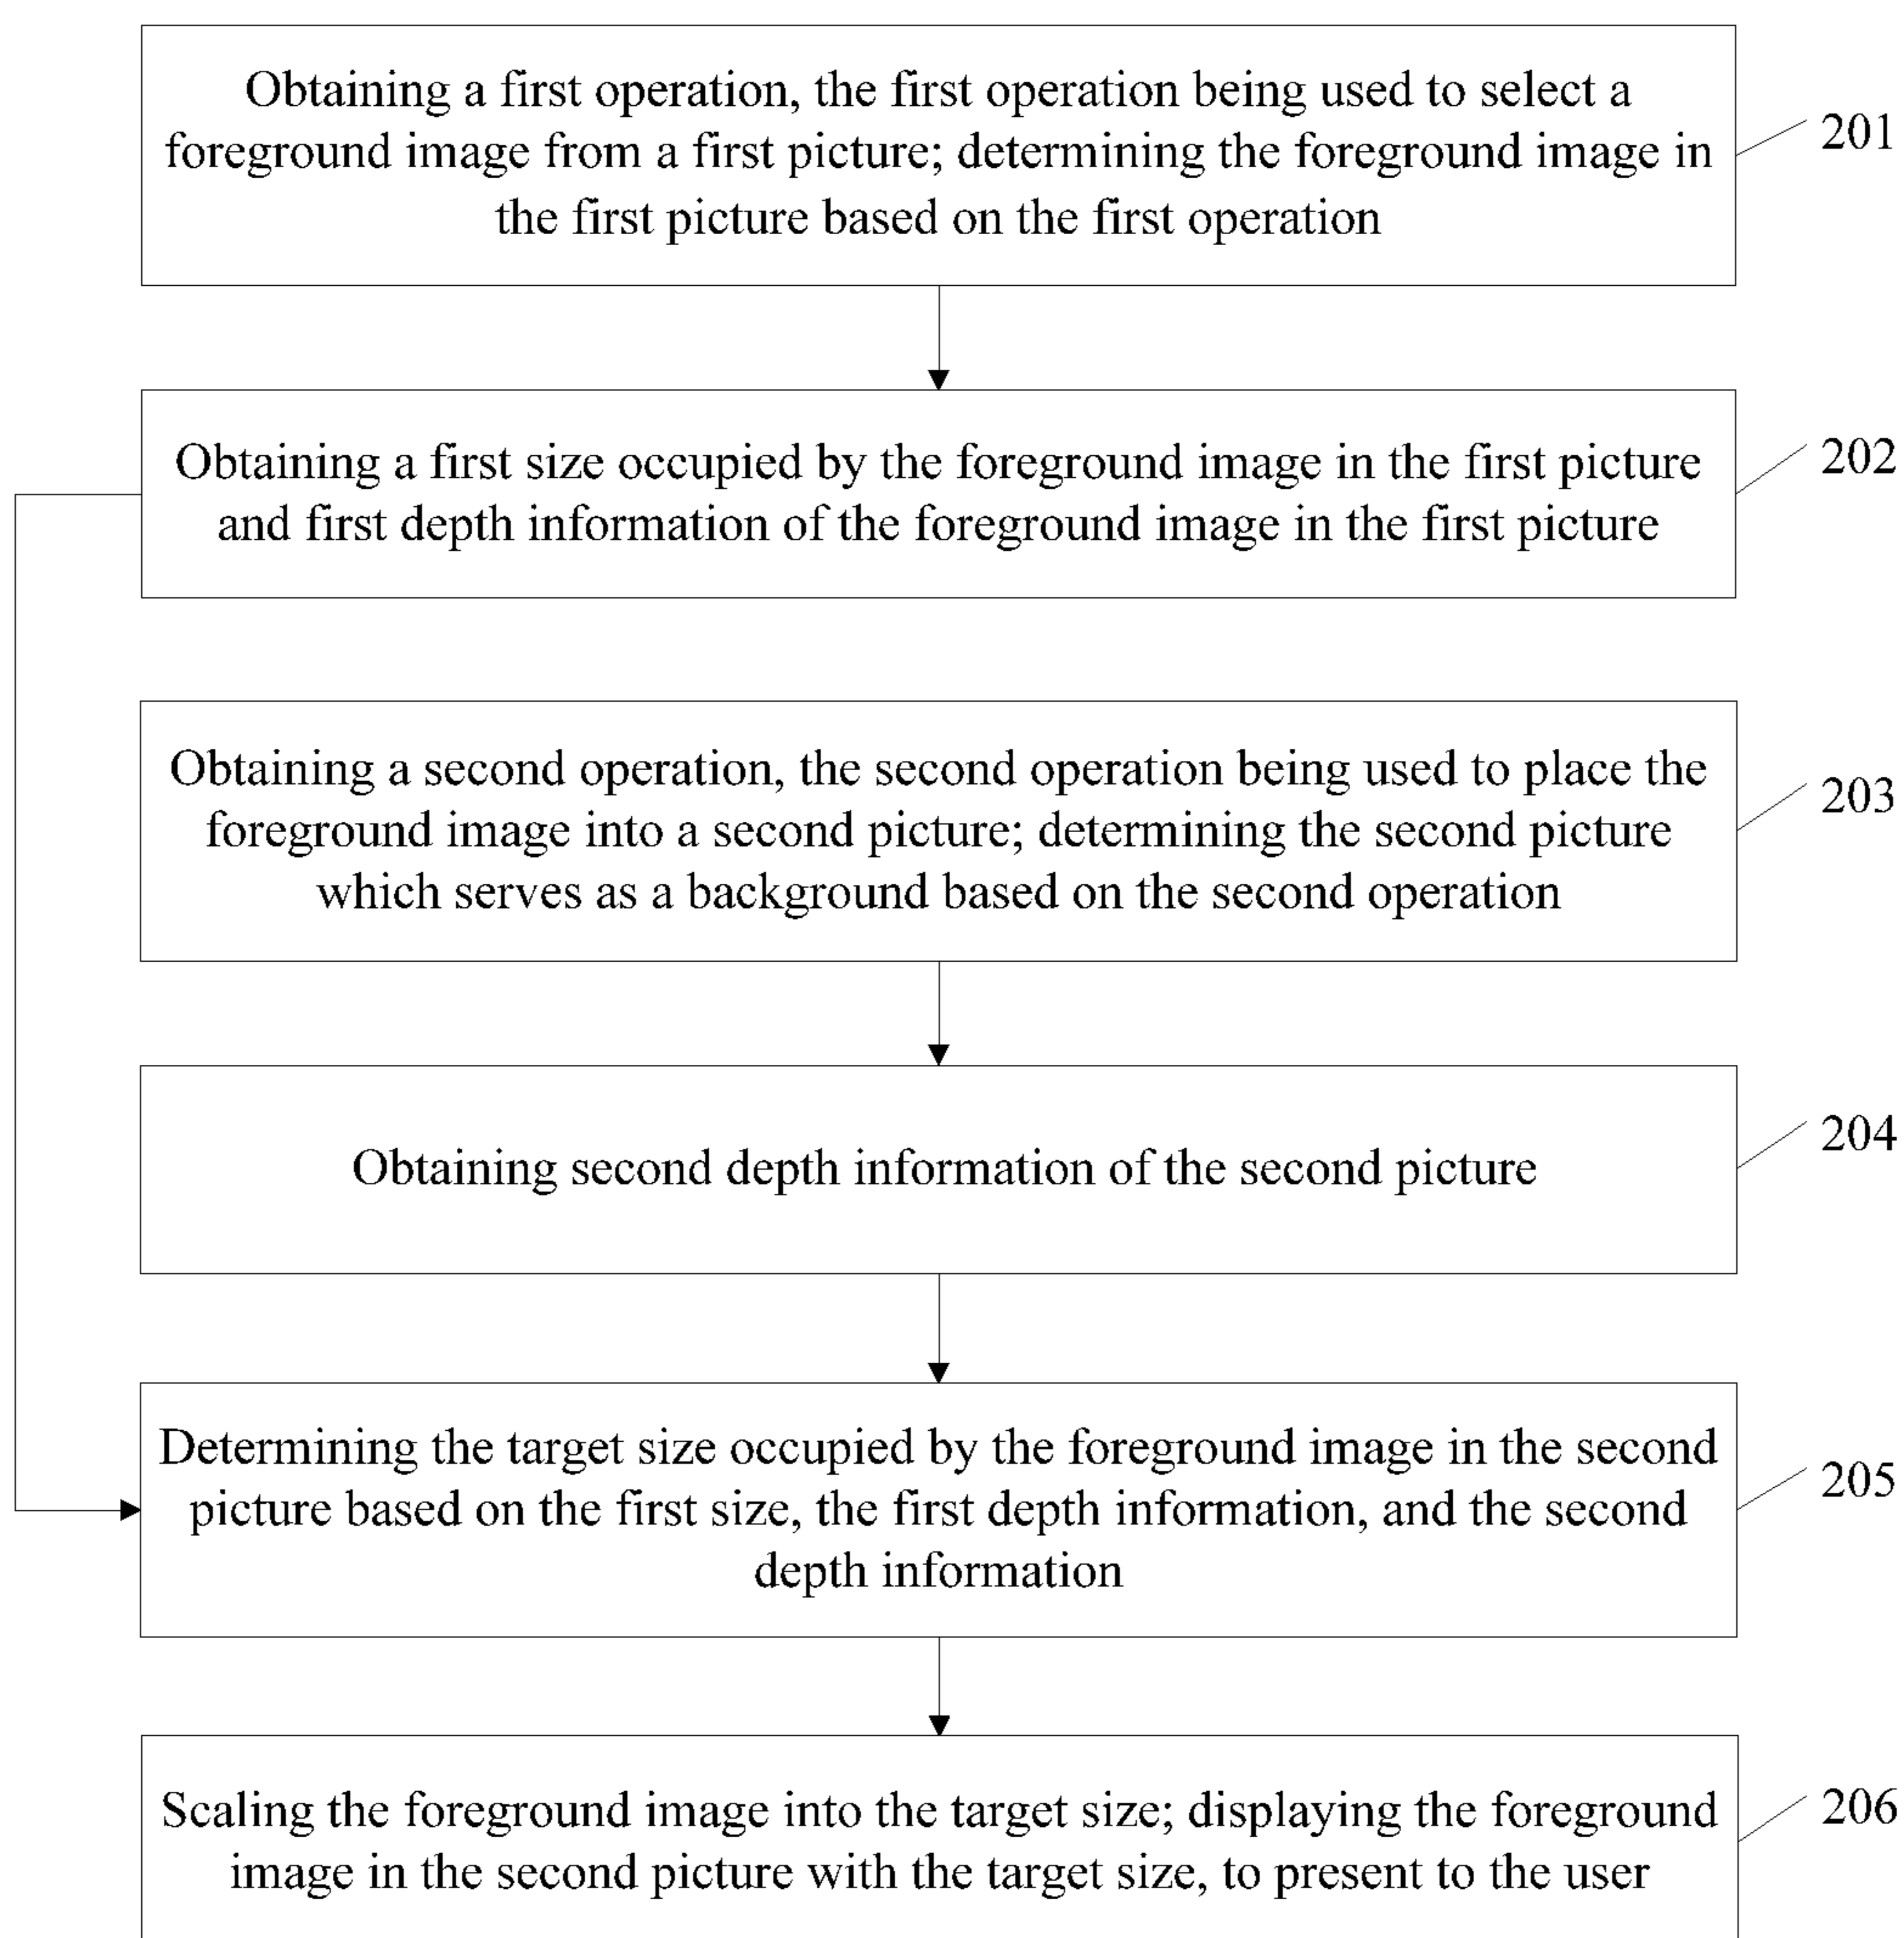 Obtaining a first operation, the first operation being used to select a
foreground image from a first picture; determining the foreground image in
the first picture based on the first operation
201
Obtaining a first size occupied by the foreground image in the first picture
and first depth information of the foreground image in the first picture
202
Obtaining a second operation, the second operation being used to place the
foreground image into a second picture; determining the second picture
which serves as a background based on the second operation
203
Obtaining second depth information of the second picture
204
Determining the target size occupied by the foreground image in the second
picture based on the first size, the first depth information, and the second
depth information
205
Scaling the foreground image into the target size; displaying the foreground
image in the second picture with the target size, to present to the user
206